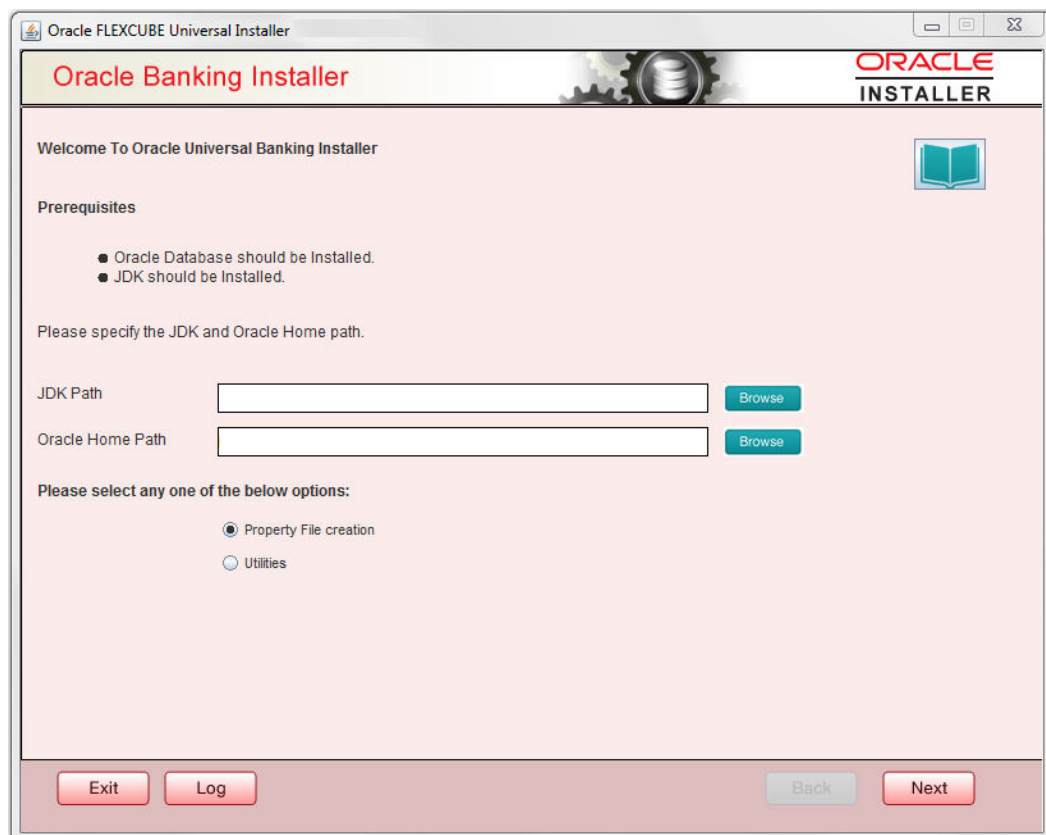 Oracle FLEXCUBE Universal Installer
Oracle Banking Installer
ORACLE
INSTALLER
Welcome To Oracle Universal Banking Installer
Prerequisites
Oracle Database should be Installed.
JDK should be Installed.
Please specify the JDK and Oracle Home path.
JDK Path
Browse
Oracle Home Path
Browse
Please select any one of the below options:
Property File creation
Utilities
Exit
Log
Back
Next